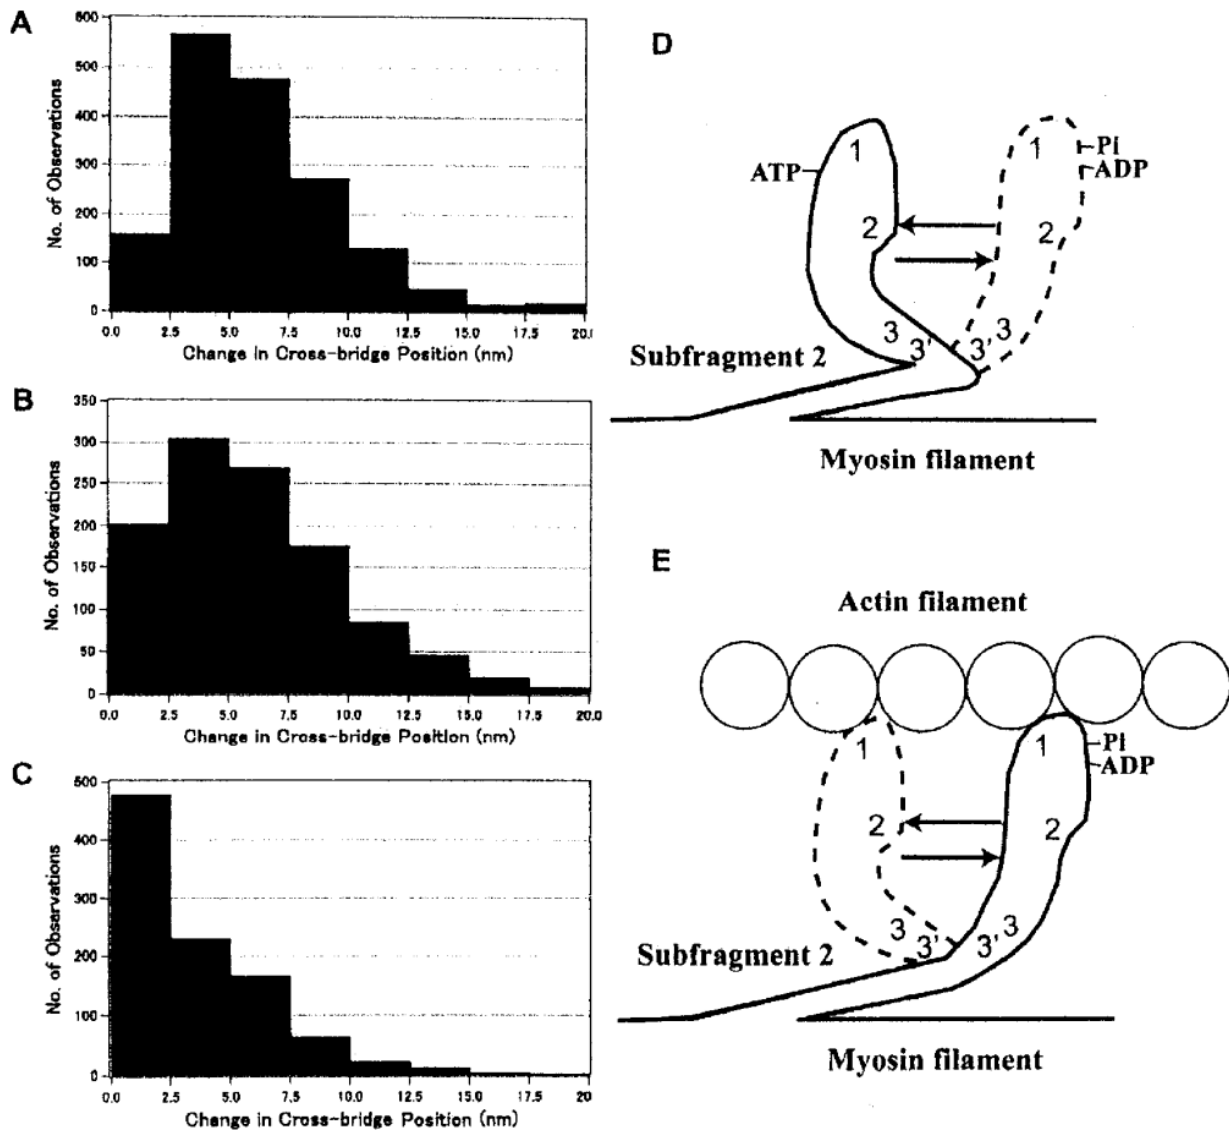 A
600
500
400
300
200
100
0
No. of Observations
0.0 2.5 5.0 7.5 10.0 12.5 15.0 17.5 20.0
Change in Cross-bridge Position (nm)
B
350
300
250
200
150
100
50
0
No. of Observations
0.0 2.5 5.0 7.5 10.0 12.5 15.0 17.5 20.0
Change in Cross-bridge Position (nm)
C
500
400
300
200
100
0
No. of Observations
0.0 2.5 5.0 7.5 10.0 12.5 15.0 17.5 20.0
Change in Cross-bridge Position (nm)
D
1 1 Pi
ATP ADP
2 2
3 3' 3' 3
Subfragment 2
Myosin filament
E
Actin filament
1 1 Pi
ADP
2 2
3 3' 3' 3
Subfragment 2
Myosin filament